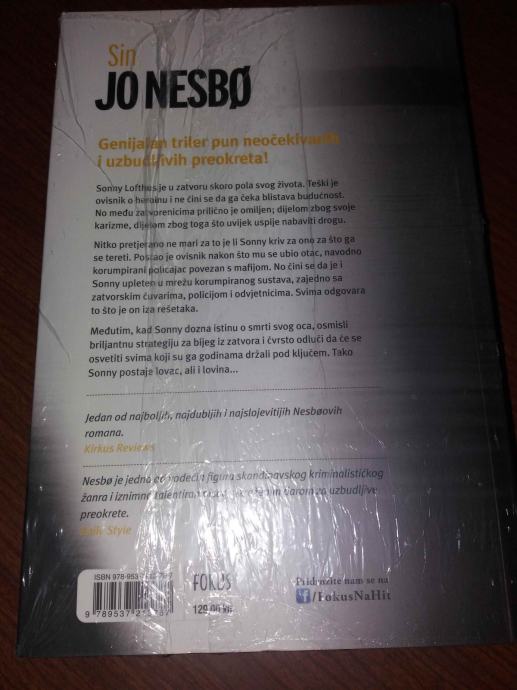 Sin
JO NESBØ
Genijalan triler pun neočekivanih
i uzbudljivih preokreta!
Sonny Lofthus je u zatvoru skoro pola svog života. Teški je
ovisnik o heroinu i ne čini se da ga čeka blistava budućnost.
No među zatvorenicima prilično je omiljen; dijelom zbog svoje
karizme, dijelom zbog toga što uvijek uspije nabaviti drogu.
Nitko pretjerano ne mari za to je li Sonny kriv za ono za što ga
se tereti. Postao je ovisnik nakon što mu se ubio otac, navodno
korumpirani policajac povezan s mafijom. No čini se da je i
Sonny upleten u mrežu korumpiranog sustava, zajedno sa
zatvorskim čuvarima, policijom i odvjetnicima. Svima odgovara
to što je on iza rešetaka.
Međutim, kad Sonny dozna istinu o smrti svog oca, osmisli
briljantnu strategiju za bijeg iz zatvora i čvrsto odluči da će se
osvetiti svima koji su ga godinama držali pod ključem. Tako
Sonny postaje lovac, ali i lovina...
Jedan od najboljih, najdubljih i najslojevitijih Nesbøovih
romana.
Kirkus Reviews
Nesbø je jedna od vodećih figura skandinavskog kriminalističkog
žanra i iznimno talentiran za uzbudljive
preokrete.
Style
ISBN 978-953
9 789537 2
FOKUS
129,00 kn
Pridružite nam se na
/FokusNaHit